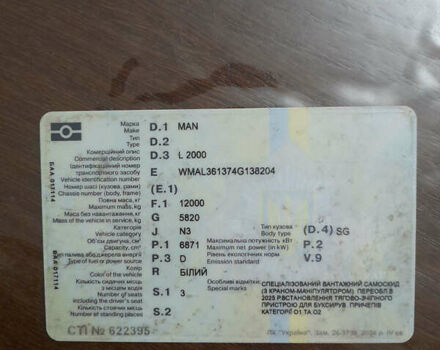 Марка
Make
D.1 MAN
Тип
Type
D.2
Комерційний опис
Commercial description
D.3 L 2000
Ідентифікаційний номер
транспортного засобу
Vehicle identification number
E WMAL361374G138204
Номер шасі (кузова, рами)
Chassis number (body, frame)
(E.1)
Повна маса, кг
Maximum mass, kg
F.1 12000
Маса без навантаження, кг
Mass of the vehicle in service, kg
G 5820
Категорія
Vehicle category
J N3
Тип кузова
Body type
(D.4) SG
Об'єм двигуна, см³
Capacity, cm³
P.1 6871
Максимальна потужність кВт
Maximum net power kW
P.2
Тип палива або джерела енергії
Type of fuel or power source
P.3 D
Рівень екологічних норм
Emission standard
V.9
Колір
Color of the vehicle
R БІЛИЙ
Кількість сидячих місць
з місцем водія
Number of seats
including the driver's seat
S.1 3
Кількість стоячих місць
Number of standing places
S.2
Особливі відмітки
Special marks
СПЕЦІАЛІЗОВАНИЙ ВАНТАЖНИЙ САМОСКИД
(З КРАНОМ-МАНІПУЛЯТОРОМ) ПЕРЕОБЛ В
2025 Р.ВСТАНОВЛЕННЯ ТЯГОВО-ЗЧІПНОГО
ПРИСТРОЮ ДЛЯ БУКСИРУВ. ПРИЧЕПІВ
КАТЕГОРІЇ О1 ТА О2
СТІ № 622395